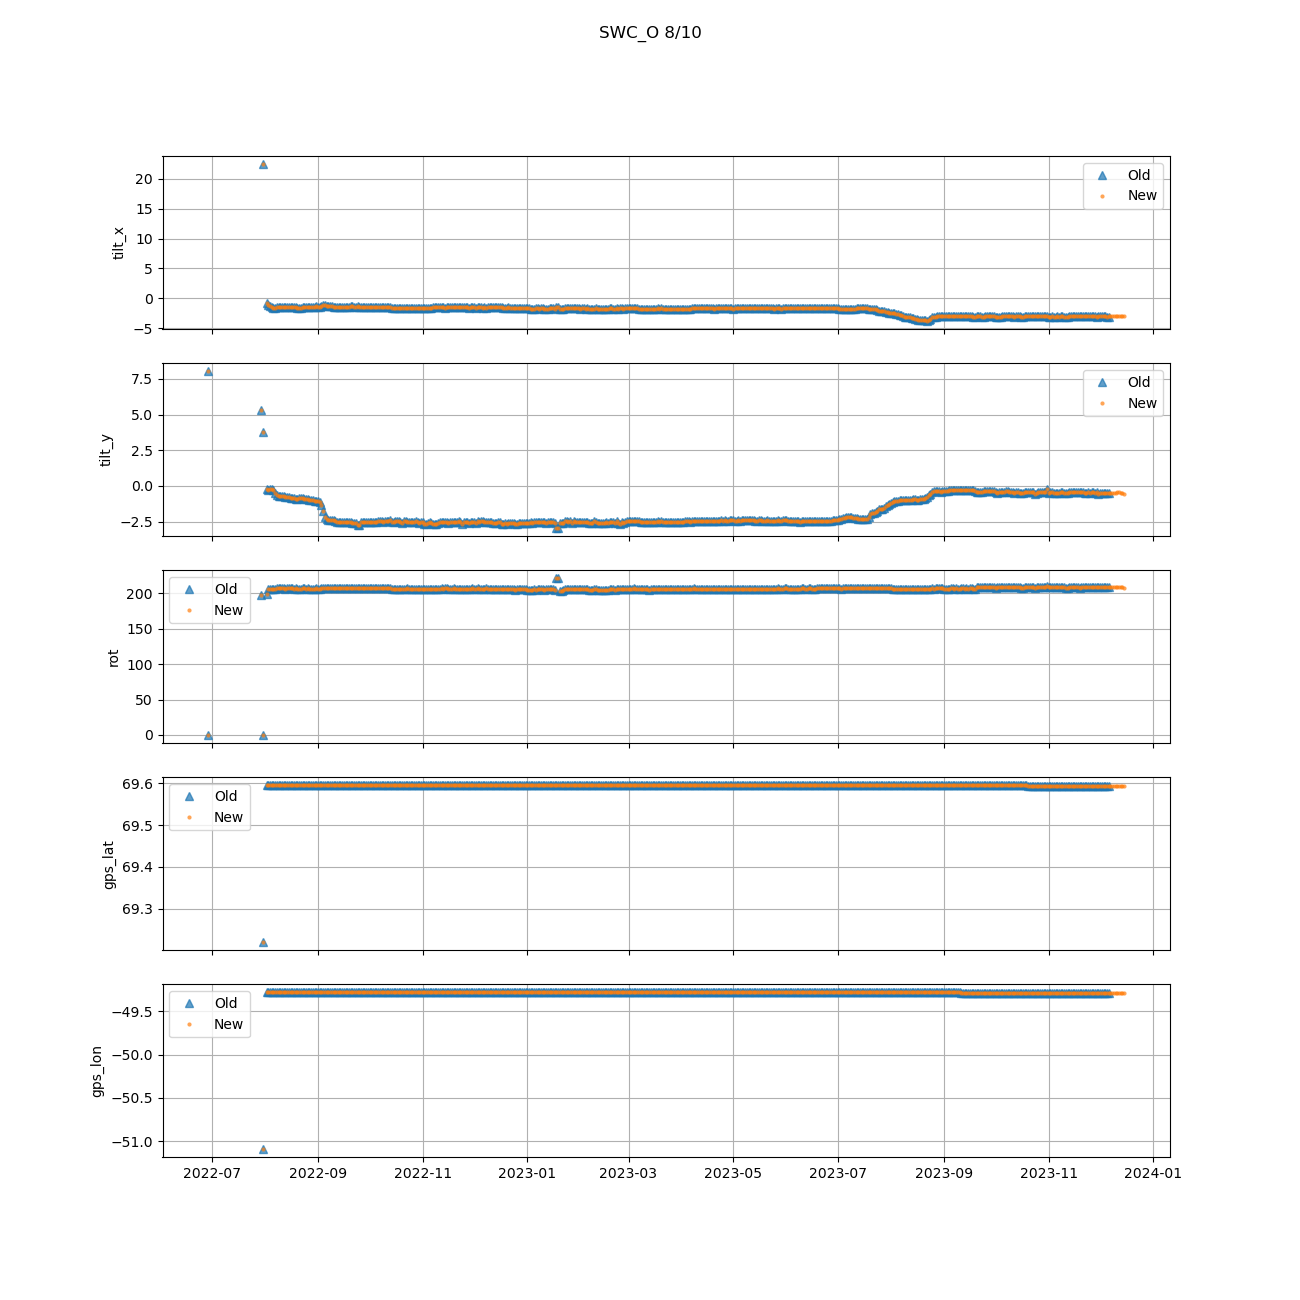 SWC_O 8/10
20
15
10
5
0
−5
tilt_x
Old
New
7.5
5.0
2.5
0.0
−2.5
tilt_y
Old
New
200
150
100
50
0
rot
Old
New
69.6
69.5
69.4
69.3
gps_lat
Old
New
−49.5
−50.0
−50.5
−51.0
gps_lon
Old
New
2022-07 2022-09 2022-11 2023-01 2023-03 2023-05 2023-07 2023-09 2023-11 2024-01